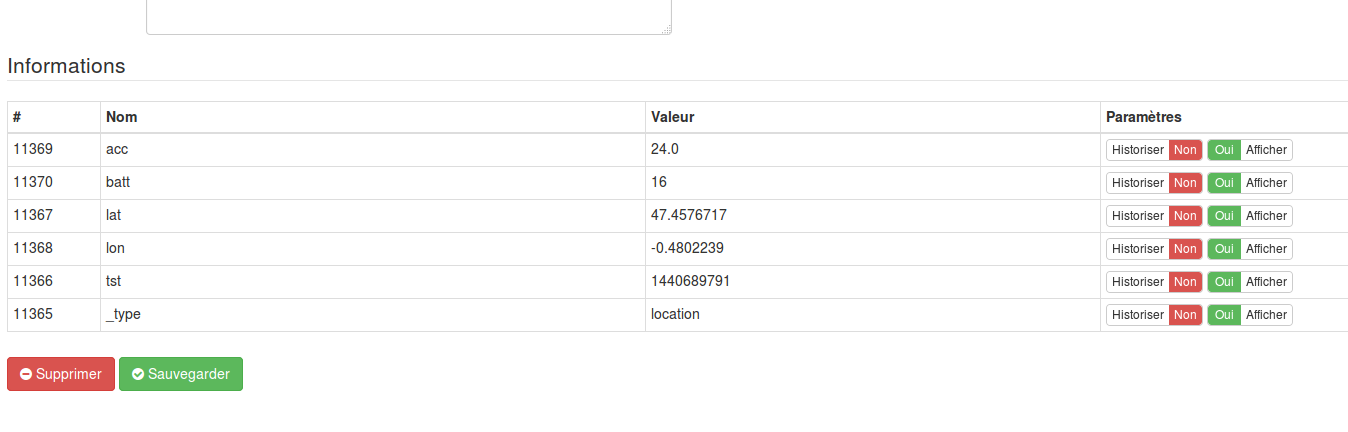 Informations
# Nom Valeur Paramètres
11369 acc 24.0 Historiser Non Oui Afficher
11370 batt 16 Historiser Non Oui Afficher
11367 lat 47.4576717 Historiser Non Oui Afficher
11368 lon -0.4802239 Historiser Non Oui Afficher
11366 tst 1440689791 Historiser Non Oui Afficher
11365 _type location Historiser Non Oui Afficher
Supprimer Sauvegarder